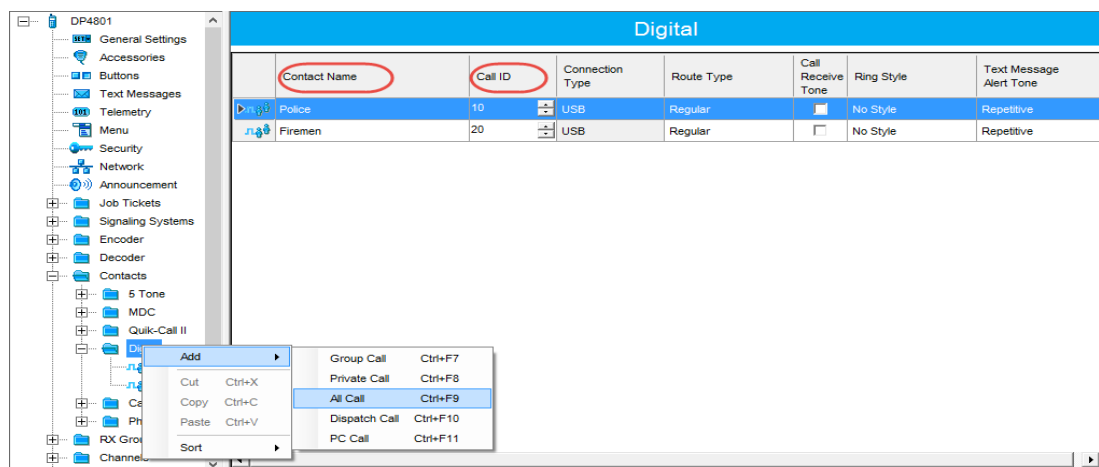 DP4801
General Settings
Accessories
Buttons
Text Messages
Telemetry
Menu
Security
Network
Announcement
Job Tickets
Signaling Systems
Encoder
Decoder
Contacts
5 Tone
MDC
Quik-Call II
Di
Ca
Ph
RX Grou
Channels
Digital
Contact Name Call ID Connection Type Route Type Call Receive Tone Ring Style Text Message Alert Tone
Police 10 USB Regular No Style Repetitive
Firemen 20 USB Regular No Style Repetitive
Add
Cut Ctrl+X
Copy Ctrl+C
Paste Ctrl+V
Sort
Group Call Ctrl+F7
Private Call Ctrl+F8
All Call Ctrl+F9
Dispatch Call Ctrl+F10
PC Call Ctrl+F11